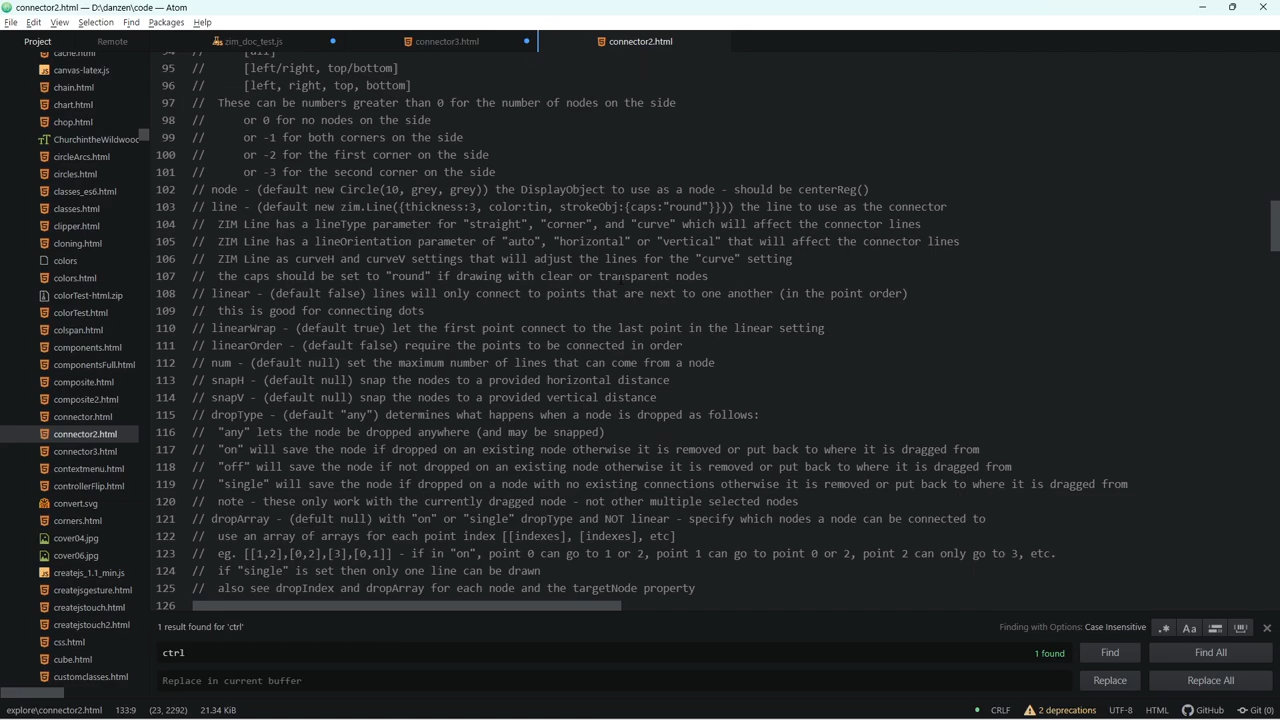 connector2.html — D:\danzen\code — Atom
File Edit View Selection Find Packages Help
Project Remote zim_doc_test.js connector3.html connector2.html
cache.html
canvas-latex.js
chain.html
chart.html
chop.html
ChurchintheWildwood
circleArcs.html
circles.html
classes_es6.html
classes.html
clipper.html
cloning.html
colors
colors.html
colorTest-html.zip
colorTest.html
colspan.html
components.html
componentsFull.html
composite.html
composite2.html
connector.html
connector2.html
connector3.html
contextmenu.html
controllerFlip.html
convert.svg
corners.html
cover04.jpg
cover06.jpg
createjs_1.1_min.js
createjsgesture.html
createjstouch.html
createjstouch2.html
css.html
cube.html
customclasses.html
94 // [all]
95 // [left/right, top/bottom]
96 // [left, right, top, bottom]
97 // These can be numbers greater than 0 for the number of nodes on the side
98 // or 0 for no nodes on the side
99 // or -1 for both corners on the side
100 // or -2 for the first corner on the side
101 // or -3 for the second corner on the side
102 // node - (default new Circle(10, grey, grey)) the DisplayObject to use as a node - should be centerReg()
103 // line - (default new zim.Line({thickness:3, color:tin, strokeObj:{caps:"round"}})) the line to use as the connector
104 // ZIM Line has a lineType parameter for "straight", "corner", and "curve" which will affect the connector lines
105 // ZIM Line has a lineOrientation parameter of "auto", "horizontal" or "vertical" that will affect the connector lines
106 // ZIM Line as curveH and curveV settings that will adjust the lines for the "curve" setting
107 // the caps should be set to "round" if drawing with clear or transparent nodes
108 // linear - (default false) lines will only connect to points that are next to one another (in the point order)
109 // this is good for connecting dots
110 // linearWrap - (default true) let the first point connect to the last point in the linear setting
111 // linearOrder - (default false) require the points to be connected in order
112 // num - (default null) set the maximum number of lines that can come from a node
113 // snapH - (default null) snap the nodes to a provided horizontal distance
114 // snapV - (default null) snap the nodes to a provided vertical distance
115 // dropType - (default "any") determines what happens when a node is dropped as follows:
116 // "any" lets the node be dropped anywhere (and may be snapped)
117 // "on" will save the node if dropped on an existing node otherwise it is removed or put back to where it is dragged from
118 // "off" will save the node if not dropped on an existing node otherwise it is removed or put back to where it is dragged from
119 // "single" will save the node if dropped on a node with no existing connections otherwise it is removed or put back to where it is dragged from
120 // note - these only work with the currently dragged node - not other multiple selected nodes
121 // dropArray - (defult null) with "on" or "single" dropType and NOT linear - specify which nodes a node can be connected to
122 // use an array of arrays for each point index [[indexes], [indexes], etc]
123 // eg. [[1,2],[0,2],[3],[0,1]] - if in "on", point 0 can go to 1 or 2, point 1 can go to point 0 or 2, point 2 can only go to 3, etc.
124 // if "single" is set then only one line can be drawn
125 // also see dropIndex and dropArray for each node and the targetNode property
126
1 result found for 'ctrl' Finding with Options: Case Insensitive .* Aa
ctrl 1 found Find Find All
Replace in current buffer Replace Replace All
explore\connector2.html 133:9 (23, 2292) 21.34 KiB CRLF 2 deprecations UTF-8 HTML GitHub Git (0)